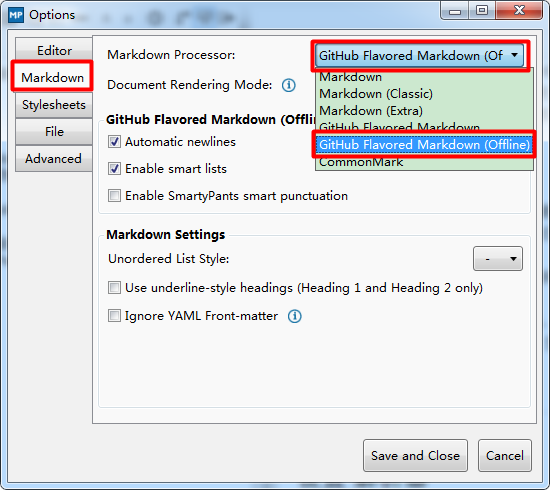 MP Options
Editor
Markdown
Stylesheets
File
Advanced
Markdown Processor: GitHub Flavored Markdown (Of
Markdown
Markdown (Classic)
Markdown (Extra)
GitHub Flavored Markdown
GitHub Flavored Markdown (Offline)
CommonMark
Document Rendering Mode:
GitHub Flavored Markdown (Offlin
Automatic newlines
Enable smart lists
Enable SmartyPants smart punctuation
Markdown Settings
Unordered List Style: -
Use underline-style headings (Heading 1 and Heading 2 only)
Ignore YAML Front-matter
Save and Close Cancel